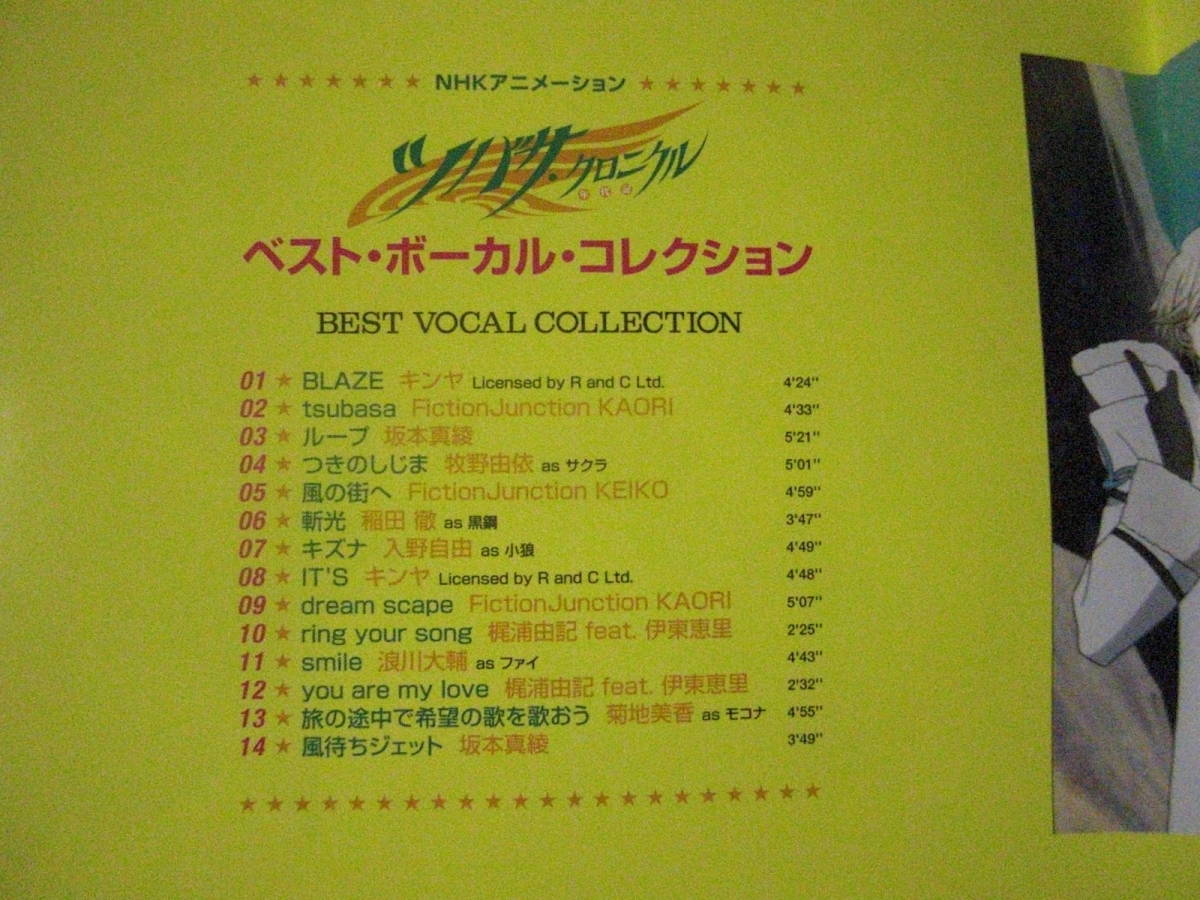 ★★★★★★★ NHKアニメーション ★★★★★★★
ツバサ・クロニクル
年代記
ベスト・ボーカル・コレクション
BEST VOCAL COLLECTION
01 ★ BLAZE キンヤ Licensed by R and C Ltd. 4'24"
02 ★ tsubasa FictionJunction KAORI 4'33"
03 ★ ループ 坂本真綾 5'21"
04 ★ つきのしじま 牧野由依 as サクラ 5'01"
05 ★ 風の街へ FictionJunction KEIKO 4'59"
06 ★ 斬光 稲田 徹 as 黒鋼 3'47"
07 ★ キズナ 入野自由 as 小狼 4'49"
08 ★ IT'S キンヤ Licensed by R and C Ltd. 4'48"
09 ★ dream scape FictionJunction KAORI 5'07"
10 ★ ring your song 梶浦由記 feat. 伊東恵里 2'25"
11 ★ smile 浪川大輔 as ファイ 4'43"
12 ★ you are my love 梶浦由記 feat. 伊東恵里 2'32"
13 ★ 旅の途中で希望の歌を歌おう 菊地美香 as モコナ 4'55"
14 ★ 風待ちジェット 坂本真綾 3'49"